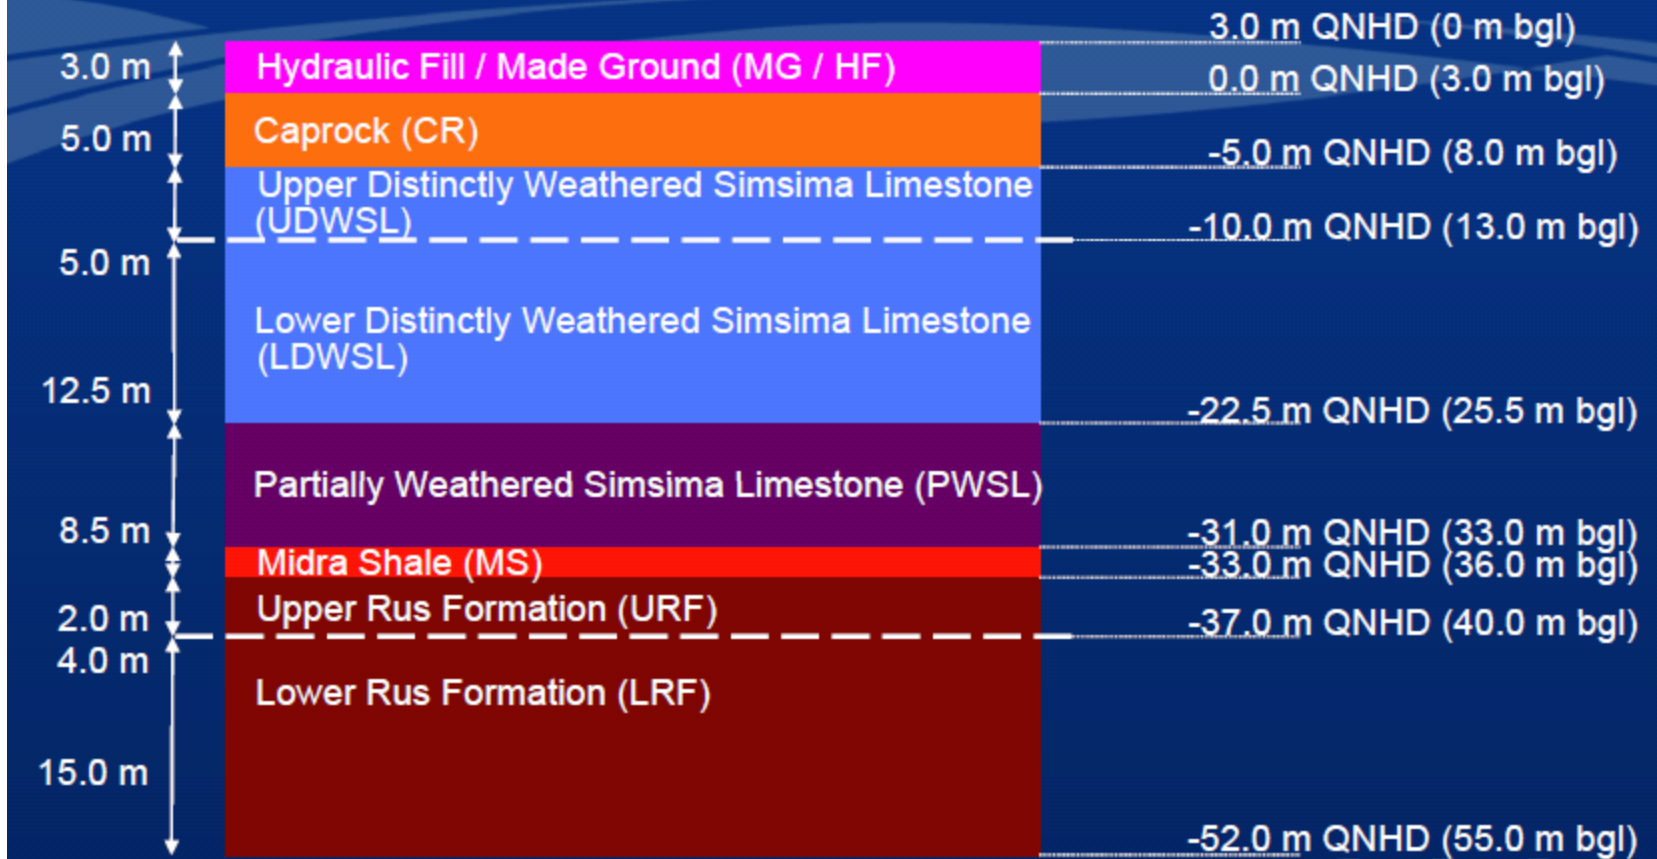 3.0 m QNHD (0 m bgl)
3.0 m
Hydraulic Fill / Made Ground (MG / HF)
0.0 m QNHD (3.0 m bgl)
5.0 m
Caprock (CR)
-5.0 m QNHD (8.0 m bgl)
Upper Distinctly Weathered Simsima Limestone
(UDWSL)
-10.0 m QNHD (13.0 m bgl)
5.0 m
Lower Distinctly Weathered Simsima Limestone
(LDWSL)
12.5 m
-22.5 m QNHD (25.5 m bgl)
Partially Weathered Simsima Limestone (PWSL)
8.5 m
-31.0 m QNHD (33.0 m bgl)
Midra Shale (MS)
-33.0 m QNHD (36.0 m bgl)
2.0 m
Upper Rus Formation (URF)
-37.0 m QNHD (40.0 m bgl)
4.0 m
Lower Rus Formation (LRF)
15.0 m
-52.0 m QNHD (55.0 m bgl)